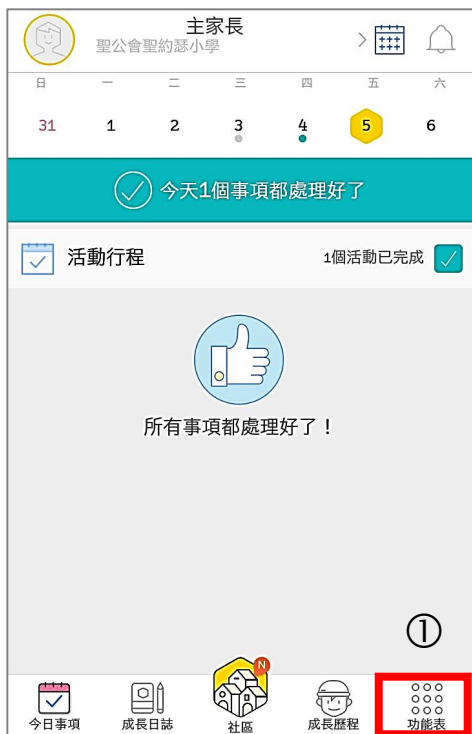 主家長
聖公會聖約瑟小學
日 一 二 三 四 五 六
31 1 2 3 4 5 6
今天1個事項都處理好了
活動行程 1個活動已完成
所有事項都處理好了！
①
N
今日事項 成長日誌 社區 成長歷程 功能表